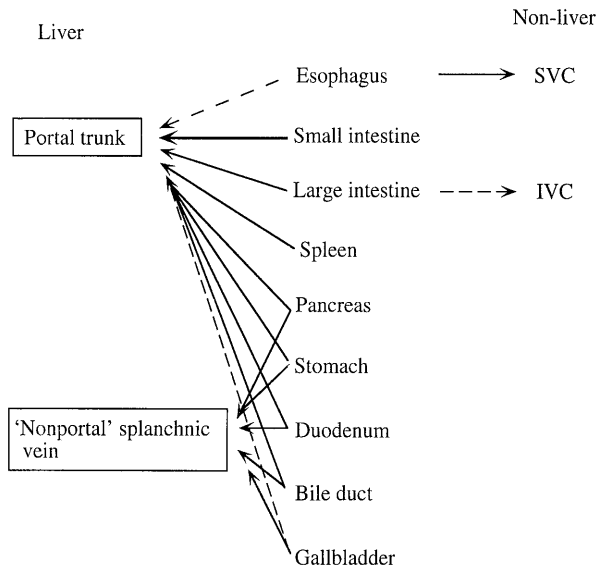 Liver
Non-liver
Esophagus
SVC
Portal trunk
Small intestine
Large intestine
IVC
Spleen
Pancreas
Stomach
'Nonportal' splanchnic
vein
Duodenum
Bile duct
Gallbladder